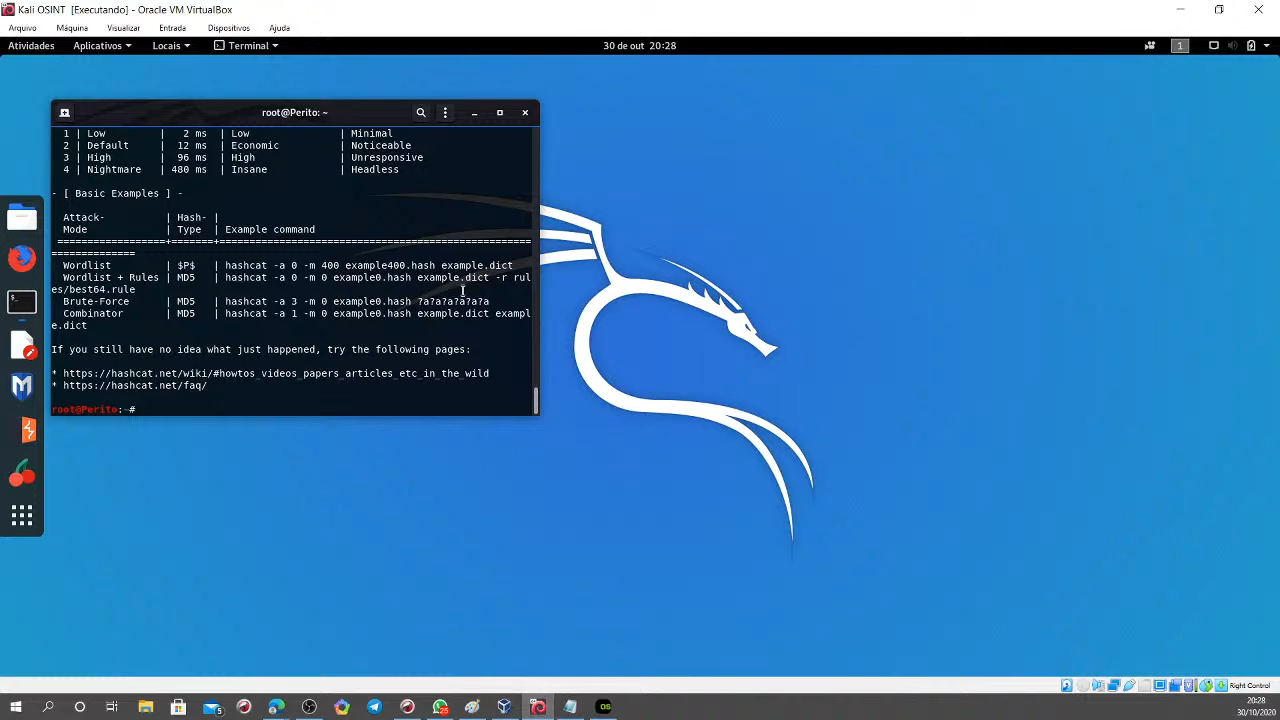 Kali OSINT [Executando] - Oracle VM VirtualBox
Arquivo Máquina Visualizar Entrada Dispositivos Ajuda
Atividades Aplicativos Locais Terminal 30 de out 20:28 1
root@Perito: ~
1 | Low | 2 ms | Low | Minimal
2 | Default | 12 ms | Economic | Noticeable
3 | High | 96 ms | High | Unresponsive
4 | Nightmare | 480 ms | Insane | Headless
- [ Basic Examples ] -
Attack- | Hash- |
Mode | Type | Example command
==================+=======+====================================================
==============
Wordlist | $P$ | hashcat -a 0 -m 400 example400.hash example.dict
Wordlist + Rules | MD5 | hashcat -a 0 -m 0 example0.hash example.dict -r rul
es/best64.rule
Brute-Force | MD5 | hashcat -a 3 -m 0 example0.hash ?a?a?a?a?a?a
Combinator | MD5 | hashcat -a 1 -m 0 example0.hash example.dict exampl
e.dict
If you still have no idea what just happened, try the following pages:
* https://hashcat.net/wiki/#howtos_videos_papers_articles_etc_in_the_wild
* https://hashcat.net/faq/
root@Perito:~#
Right Control
5
25
OS
20:28
30/10/2020